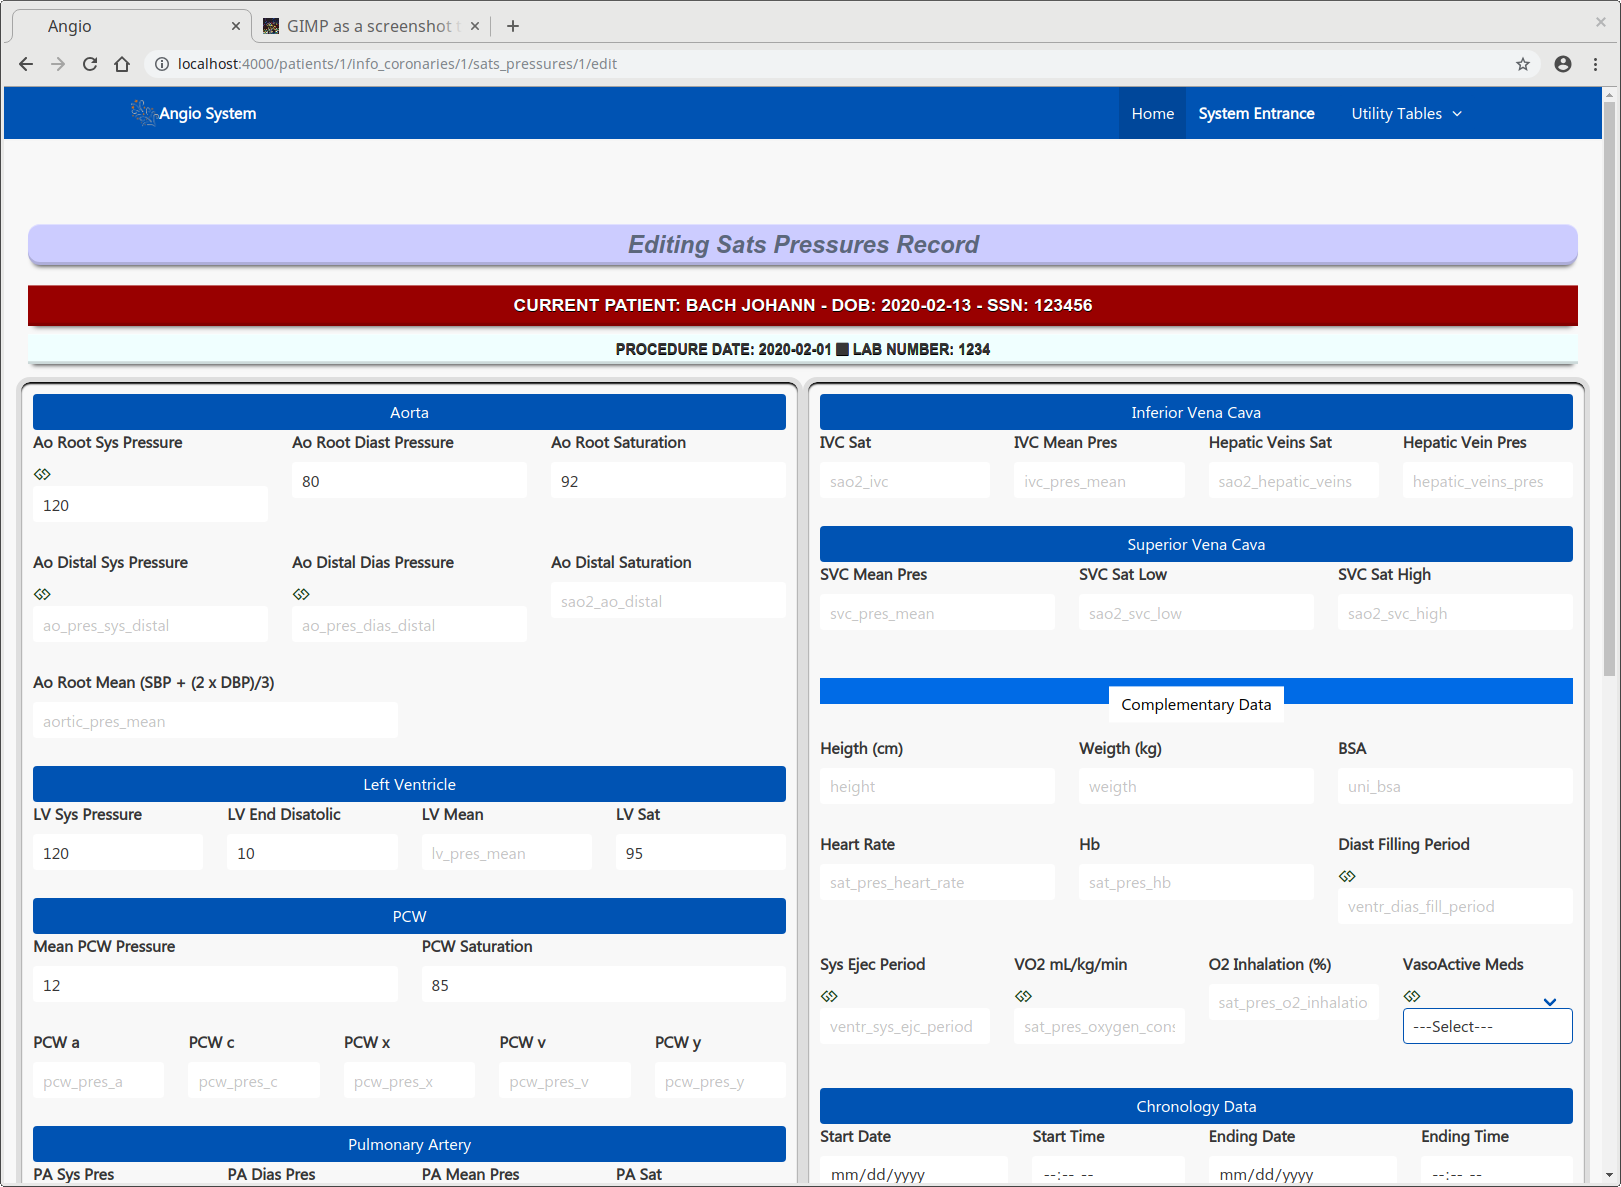 Angio
GIMP as a screenshot
localhost:4000/patients/1/info_coronaries/1/sats_pressures/1/edit
Angio System
Home System Entrance Utility Tables
Editing Sats Pressures Record
CURRENT PATIENT: BACH JOHANN - DOB: 2020-02-13 - SSN: 123456
PROCEDURE DATE: 2020-02-01 LAB NUMBER: 1234
Aorta
Ao Root Sys Pressure Ao Root Diast Pressure Ao Root Saturation
120 80 92
Ao Distal Sys Pressure Ao Distal Dias Pressure Ao Distal Saturation
ao_pres_sys_distal ao_pres_dias_distal sao2_ao_distal
Ao Root Mean (SBP + (2 x DBP)/3)
aortic_pres_mean
Left Ventricle
LV Sys Pressure LV End Disatolic LV Mean LV Sat
120 10 lv_pres_mean 95
PCW
Mean PCW Pressure PCW Saturation
12 85
PCW a PCW c PCW x PCW v PCW y
pcw_pres_a pcw_pres_c pcw_pres_x pcw_pres_v pcw_pres_y
Pulmonary Artery
PA Sys Pres PA Dias Pres PA Mean Pres PA Sat
Inferior Vena Cava
IVC Sat IVC Mean Pres Hepatic Veins Sat Hepatic Vein Pres
sao2_ivc ivc_pres_mean sao2_hepatic_veins hepatic_veins_pres
Superior Vena Cava
SVC Mean Pres SVC Sat Low SVC Sat High
svc_pres_mean sao2_svc_low sao2_svc_high
Complementary Data
Heigth (cm) Weigth (kg) BSA
height weigth uni_bsa
Heart Rate Hb Diast Filling Period
sat_pres_heart_rate sat_pres_hb ventr_dias_fill_period
Sys Ejec Period VO2 mL/kg/min O2 Inhalation (%) VasoActive Meds
ventr_sys_ejc_period sat_pres_oxygen_cons sat_pres_o2_inhalatio ---Select---
Chronology Data
Start Date Start Time Ending Date Ending Time
mm/dd/yyyy --:-- -- mm/dd/yyyy --:-- --